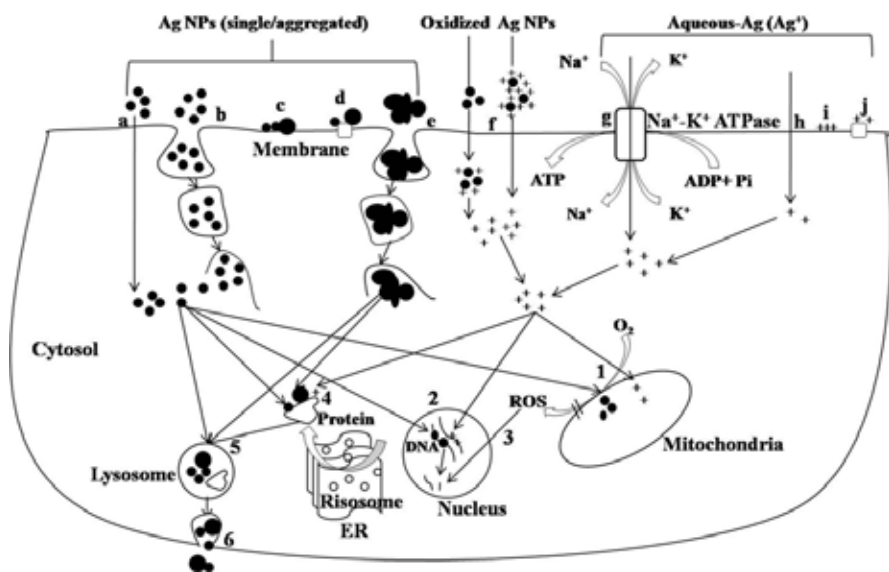 Ag NPs (single/aggregated) Oxidized Ag NPs Aqueous-Ag (Ag⁺)
Na⁺ K⁺
a b c d e f g Na⁺-K⁺ ATPase h i j
Membrane
ATP ADP+ Pi
Na⁺ K⁺
Cytosol
O₂
1
4 2 ROS
Protein 3
DNA
5 Mitochondria
Lysosome
Risosome Nucleus
ER
6